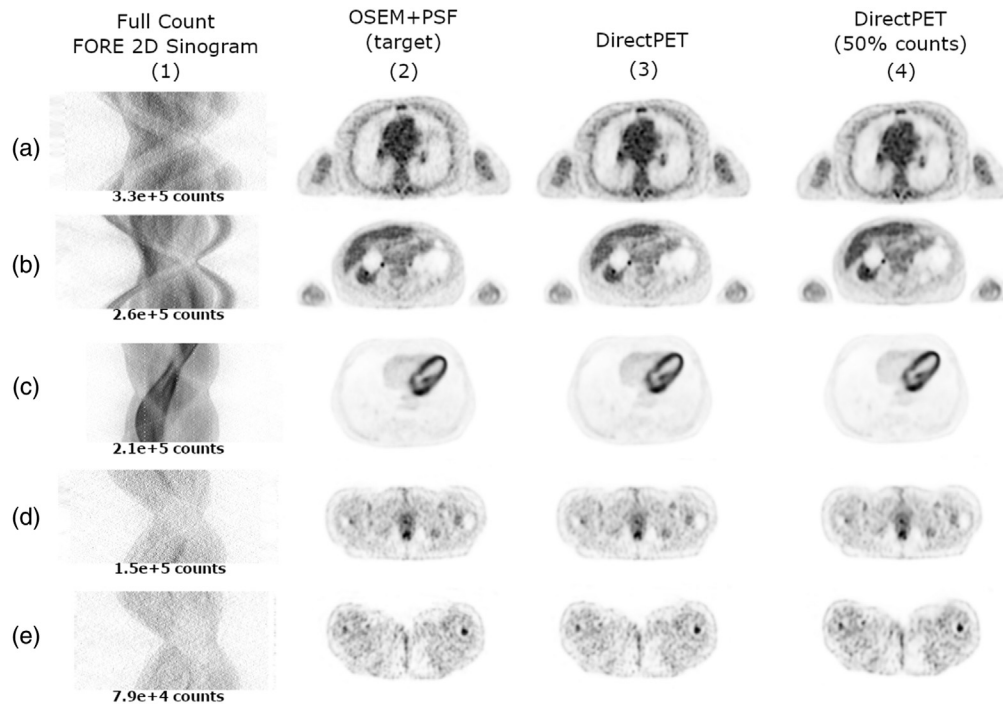 Full Count
FORE 2D Sinogram
(1)
OSEM+PSF
(target)
(2)
DirectPET
(3)
DirectPET
(50% counts)
(4)
(a)
3.3e+5 counts
(b)
2.6e+5 counts
(c)
2.1e+5 counts
(d)
1.5e+5 counts
(e)
7.9e+4 counts